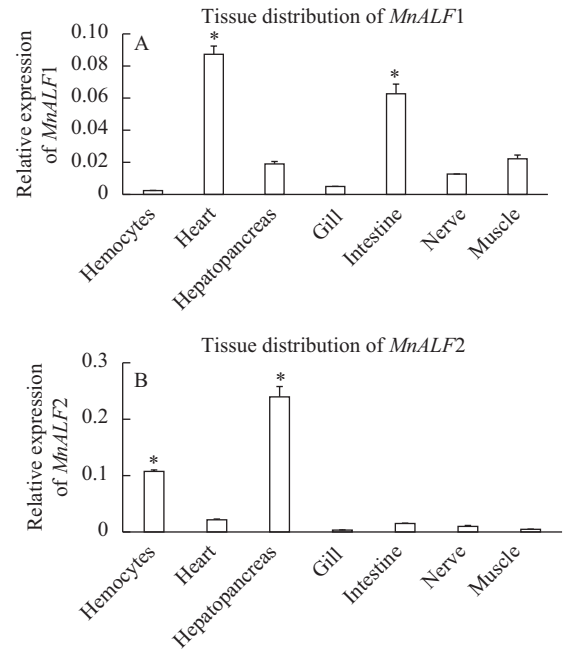 Tissue distribution of MnALF1
A
Relative expression
of MnALF1
0.10
0.08
0.06
0.04
0.02
0
*
*
Hemocytes
Heart
Hepatopancreas
Gill
Intestine
Nerve
Muscle
Tissue distribution of MnALF2
B
Relative expression
of MnALF2
0.3
0.2
0.1
0
*
*
Hemocytes
Heart
Hepatopancreas
Gill
Intestine
Nerve
Muscle